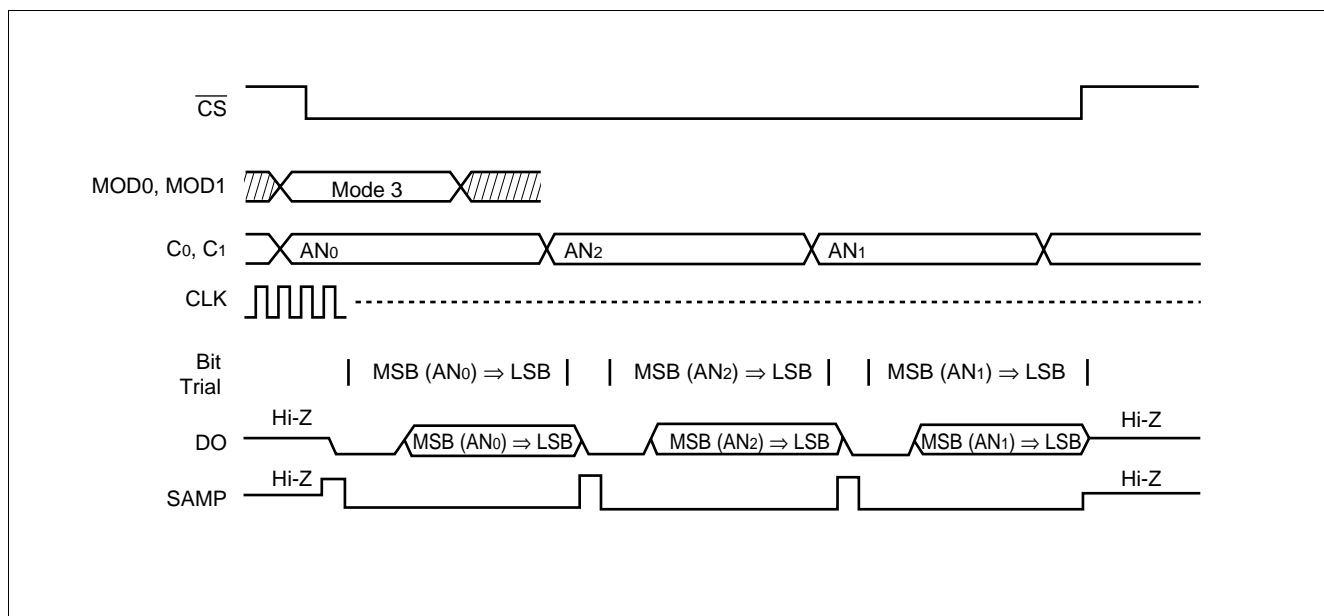 CS
MOD0, MOD1 Mode 3
C0, C1 AN0 AN2 AN1
CLK
Bit Trial | MSB (AN0) ⇒ LSB | | MSB (AN2) ⇒ LSB | | MSB (AN1) ⇒ LSB |
DO Hi-Z MSB (AN0) ⇒ LSB MSB (AN2) ⇒ LSB MSB (AN1) ⇒ LSB Hi-Z
SAMP Hi-Z Hi-Z